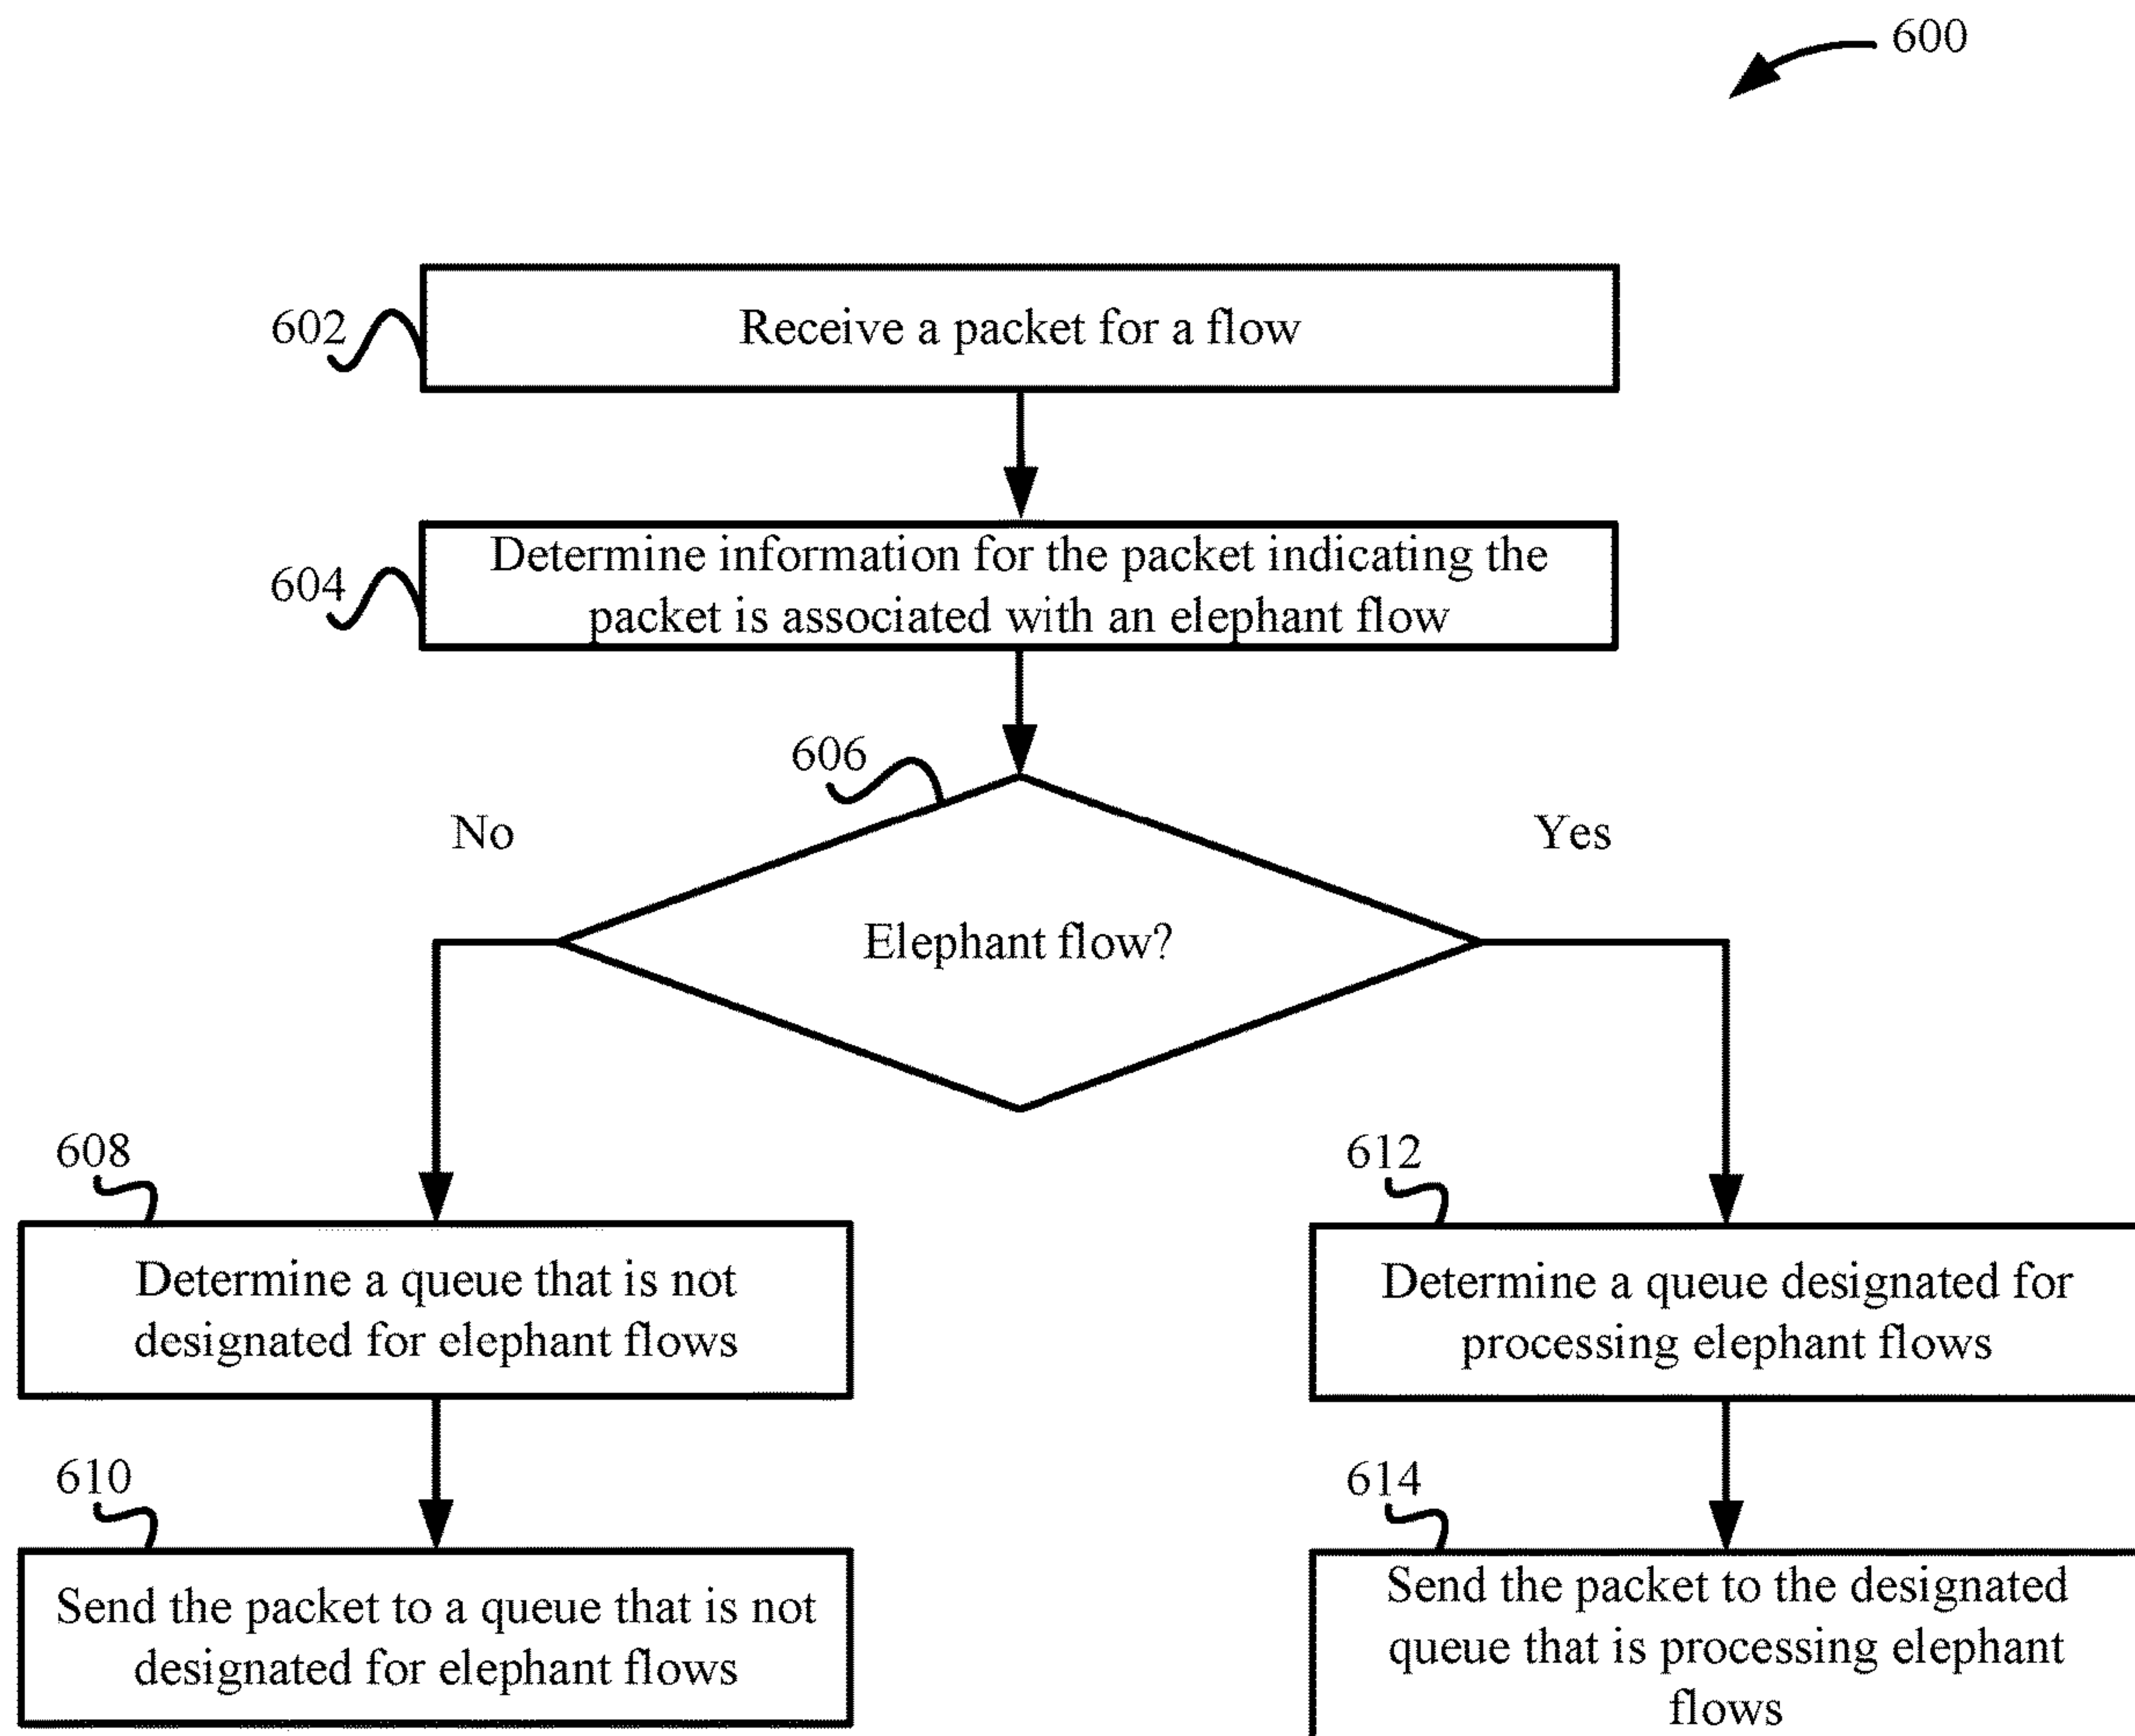 600
602
Receive a packet for a flow
604
Determine information for the packet indicating the
packet is associated with an elephant flow
606
No
Yes
Elephant flow?
608
Determine a queue that is not
designated for elephant flows
612
Determine a queue designated for
processing elephant flows
610
Send the packet to a queue that is not
designated for elephant flows
614
Send the packet to the designated
queue that is processing elephant
flows